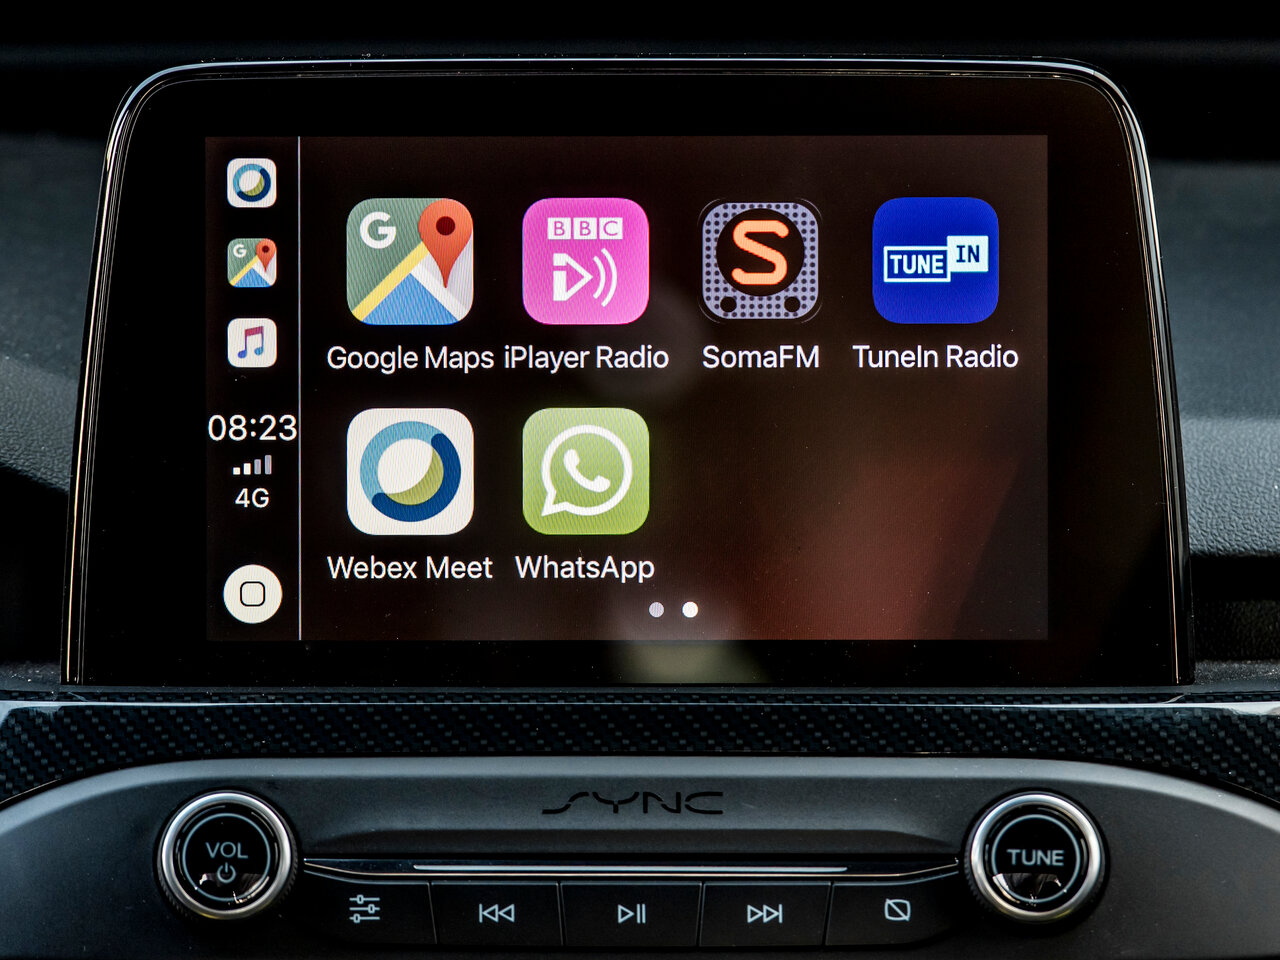 G
BBC
S
TUNE IN
Google Maps
iPlayer Radio
SomaFM
TuneIn Radio
Webex Meet
WhatsApp
G
08:23
4G
SYNC
VOL
TUNE